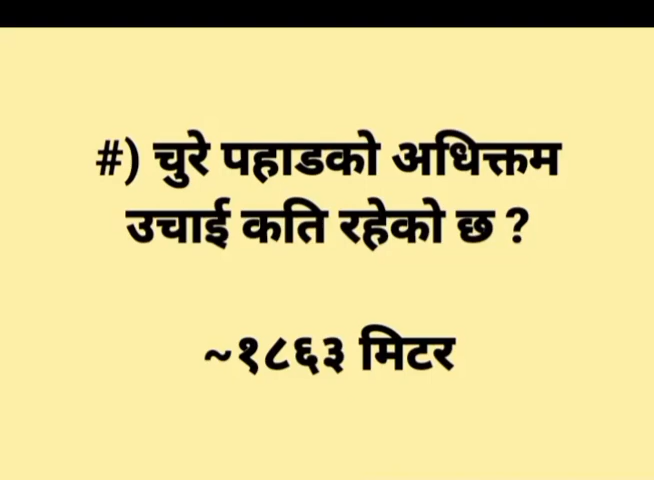 #) चुरे पहाडको अधिक्तम
उचाई कति रहेको छ ?
~१८६३ मिटर